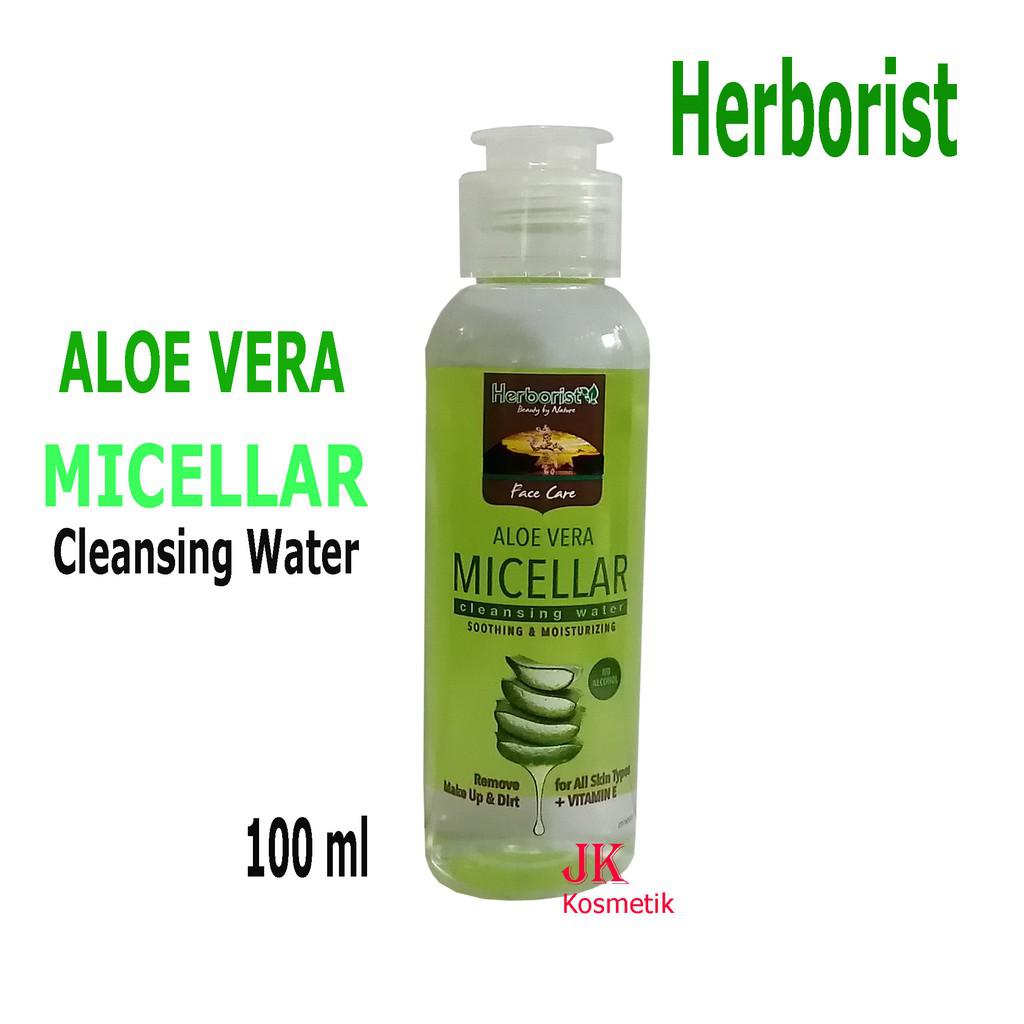 Herborist
ALOE VERA
MICELLAR
Cleansing Water
100 ml
Herborist
Beauty by Nature
Face Care
ALOE VERA
MICELLAR
cleansing water
SOOTHING & MOISTURIZING
NO
ALCOHOL
Remove
Make Up & Dirt
for All Skin Types
+ VITAMIN E
JK
Kosmetik